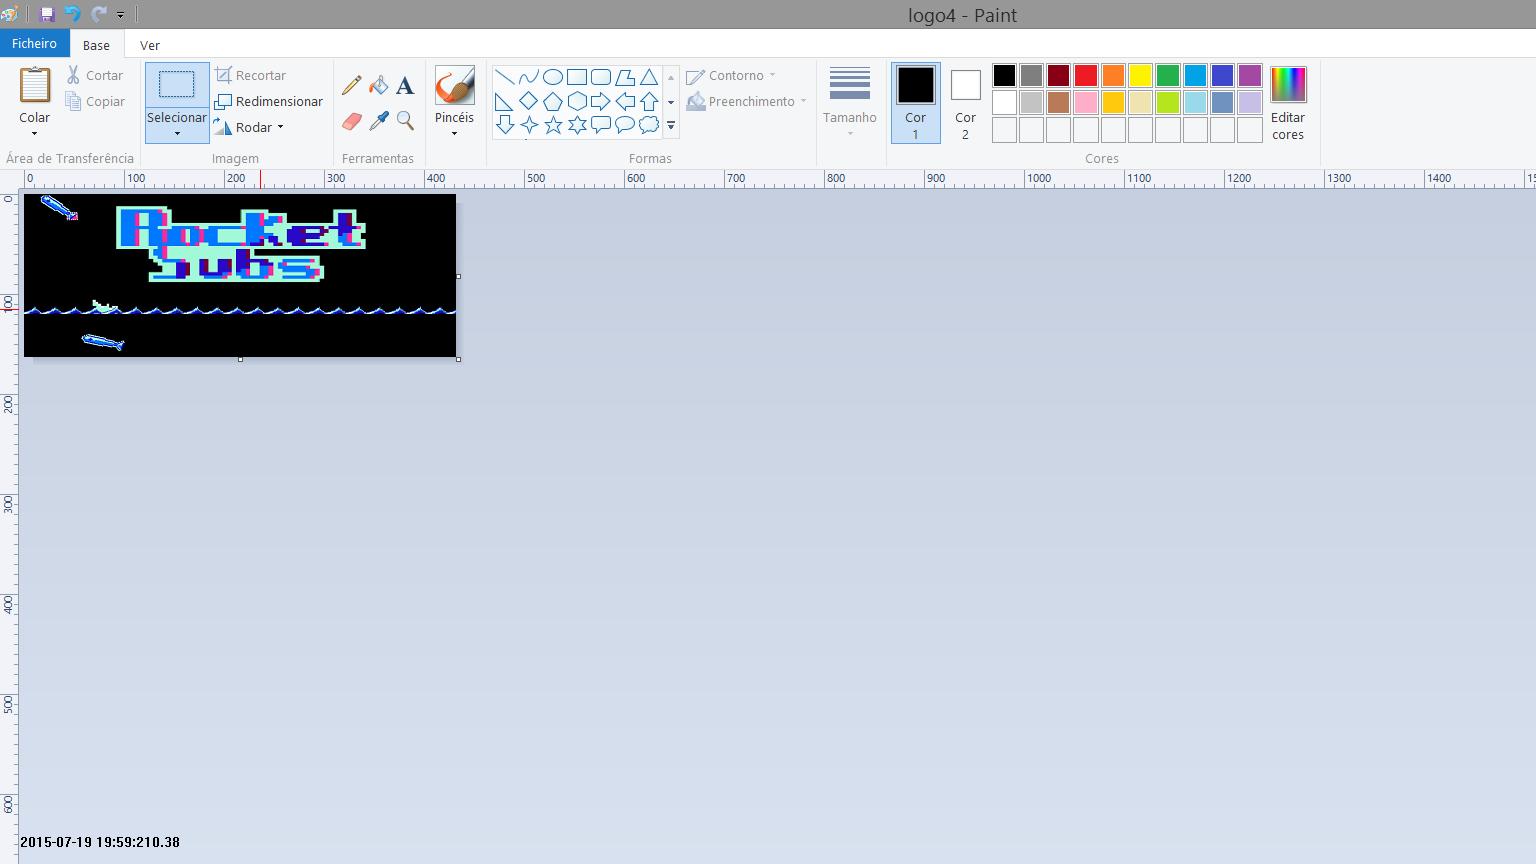 logo4 - Paint
Ficheiro Base Ver
Colar Cortar Copiar
Selecionar Recortar Redimensionar Rodar
A
Pincéis
Contorno
Preenchimento
Tamanho
Cor 1
Cor 2
Editar cores
Área de Transferência Imagem Ferramentas Formas Cores
0 100 200 300 400 500 600 700 800 900 1000 1100 1200 1300 1400 15
0
100
200
300
400
500
600
Rocket
Subs
2015-07-19 19:59:210.38